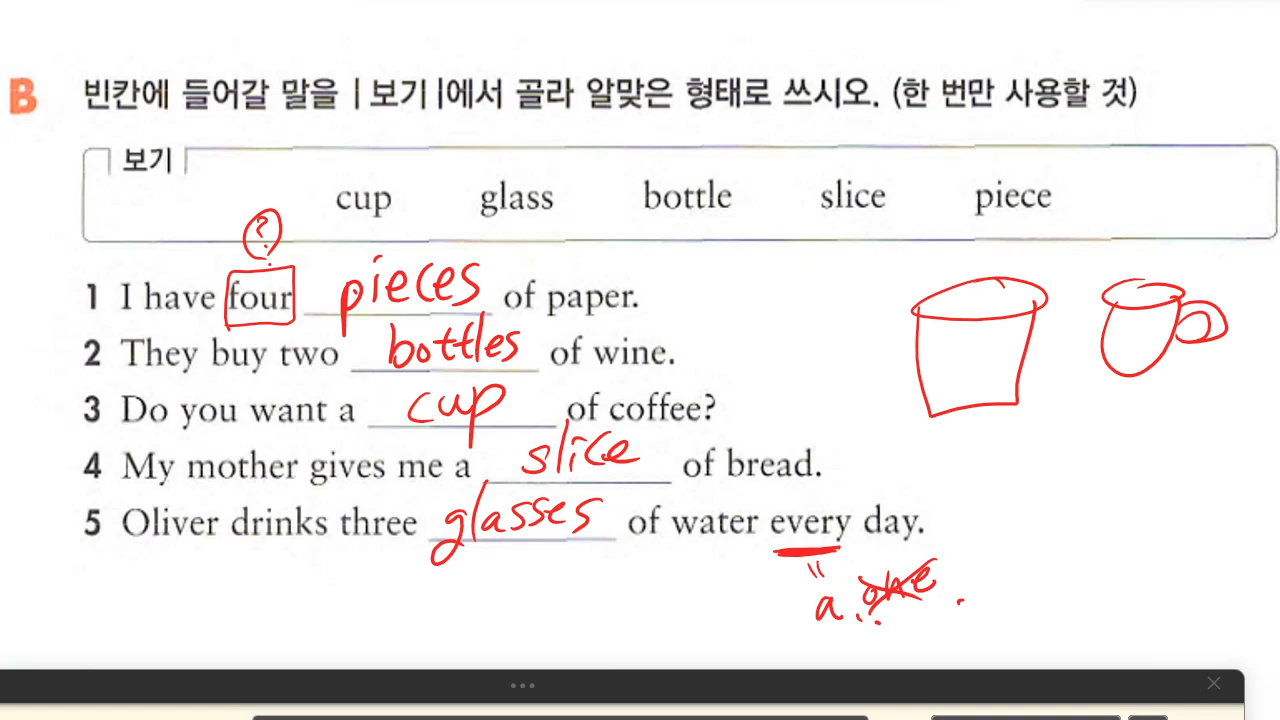 B 빈칸에 들어갈 말을 | 보기 |에서 골라 알맞은 형태로 쓰시오. (한 번만 사용할 것)
보기
cup glass bottle slice piece
?
1 I have four pieces of paper.
2 They buy two bottles of wine.
3 Do you want a cup of coffee?
4 My mother gives me a slice of bread.
5 Oliver drinks three glasses of water every day.
a one